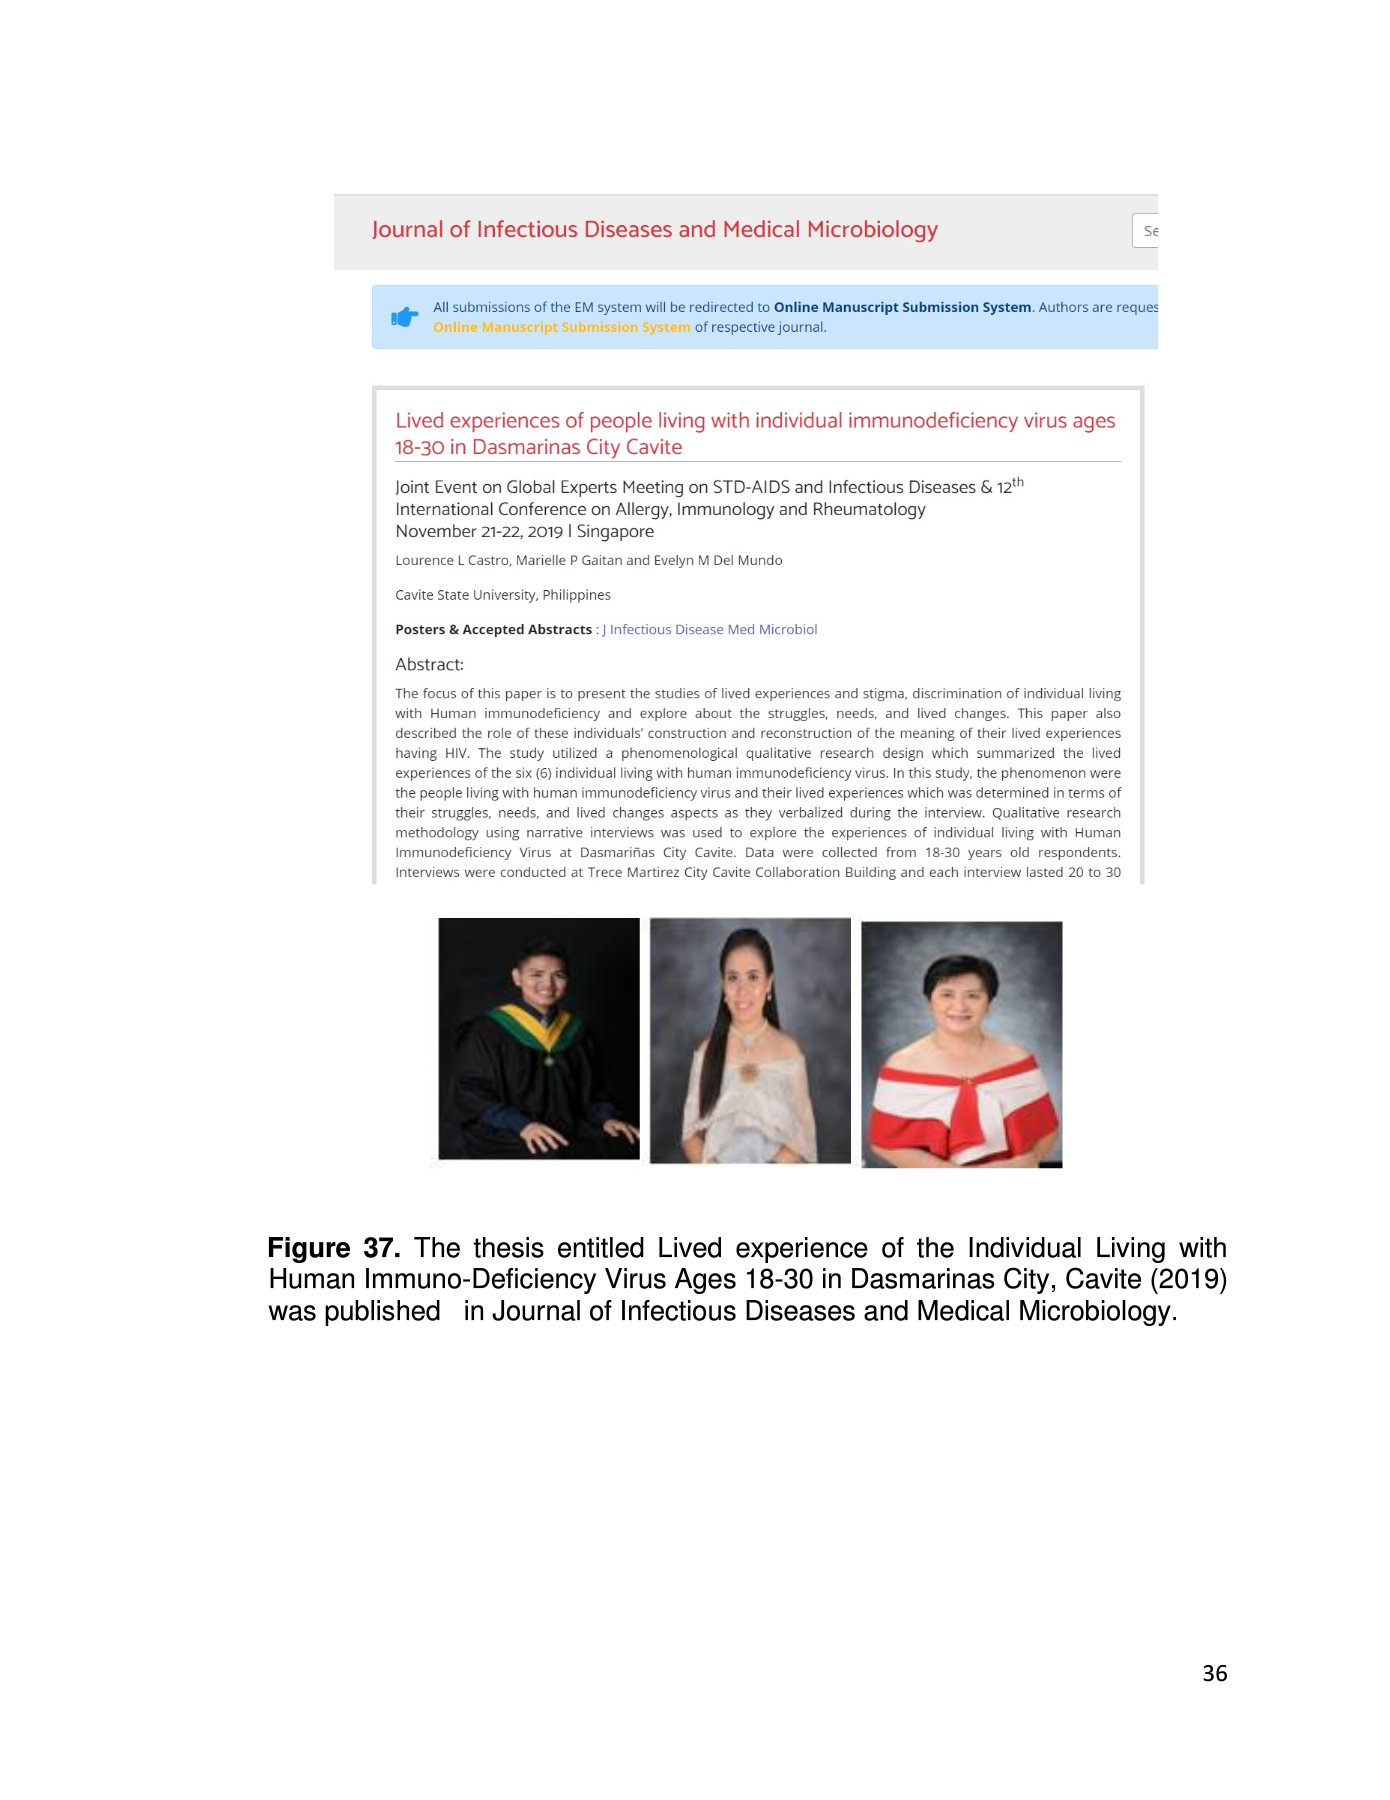 Journal of Infectious Diseases and Medical Microbiology
Se
All submissions of the EM system will be redirected to Online Manuscript Submission System. Authors are reques
Online Manuscript Submission System of respective journal.
Lived experiences of people living with individual immunodeficiency virus ages
18-30 in Dasmarinas City Cavite
Joint Event on Global Experts Meeting on STD-AIDS and Infectious Diseases & 12th
International Conference on Allergy, Immunology and Rheumatology
November 21-22, 2019 | Singapore
Lourence L Castro, Marielle P Gaitan and Evelyn M Del Mundo
Cavite State University, Philippines
Posters & Accepted Abstracts : J Infectious Disease Med Microbiol
Abstract:
The focus of this paper is to present the studies of lived experiences and stigma, discrimination of individual living
with Human immunodeficiency and explore about the struggles, needs, and lived changes. This paper also
described the role of these individuals’ construction and reconstruction of the meaning of their lived experiences
having HIV. The study utilized a phenomenological qualitative research design which summarized the lived
experiences of the six (6) individual living with human immunodeficiency virus. In this study, the phenomenon were
the people living with human immunodeficiency virus and their lived experiences which was determined in terms of
their struggles, needs, and lived changes aspects as they verbalized during the interview. Qualitative research
methodology using narrative interviews was used to explore the experiences of individual living with Human
Immunodeficiency Virus at Dasmariñas City Cavite. Data were collected from 18-30 years old respondents.
Interviews were conducted at Trece Martirez City Cavite Collaboration Building and each interview lasted 20 to 30
Figure 37. The thesis entitled Lived experience of the Individual Living with
Human Immuno-Deficiency Virus Ages 18-30 in Dasmarinas City, Cavite (2019)
was published in Journal of Infectious Diseases and Medical Microbiology.
36